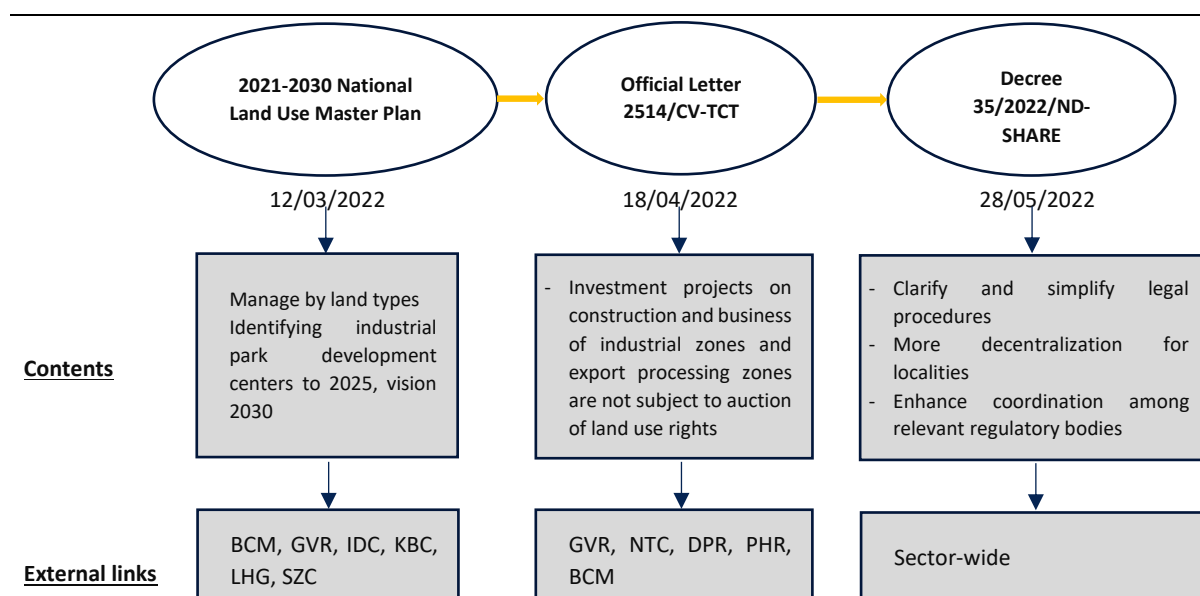 2021-2030 National
Land Use Master Plan
Official Letter
2514/CV-TCT
Decree
35/2022/ND-
SHARE
12/03/2022
18/04/2022
28/05/2022
Contents
Manage by land types
Identifying industrial
park development
centers to 2025, vision
2030
- Investment projects on
construction and business
of industrial zones and
export processing zones
are not subject to auction
of land use rights
- Clarify and simplify legal
procedures
- More decentralization for
localities
- Enhance coordination among
relevant regulatory bodies
External links
BCM, GVR, IDC, KBC,
LHG, SZC
GVR, NTC, DPR, PHR,
BCM
Sector-wide